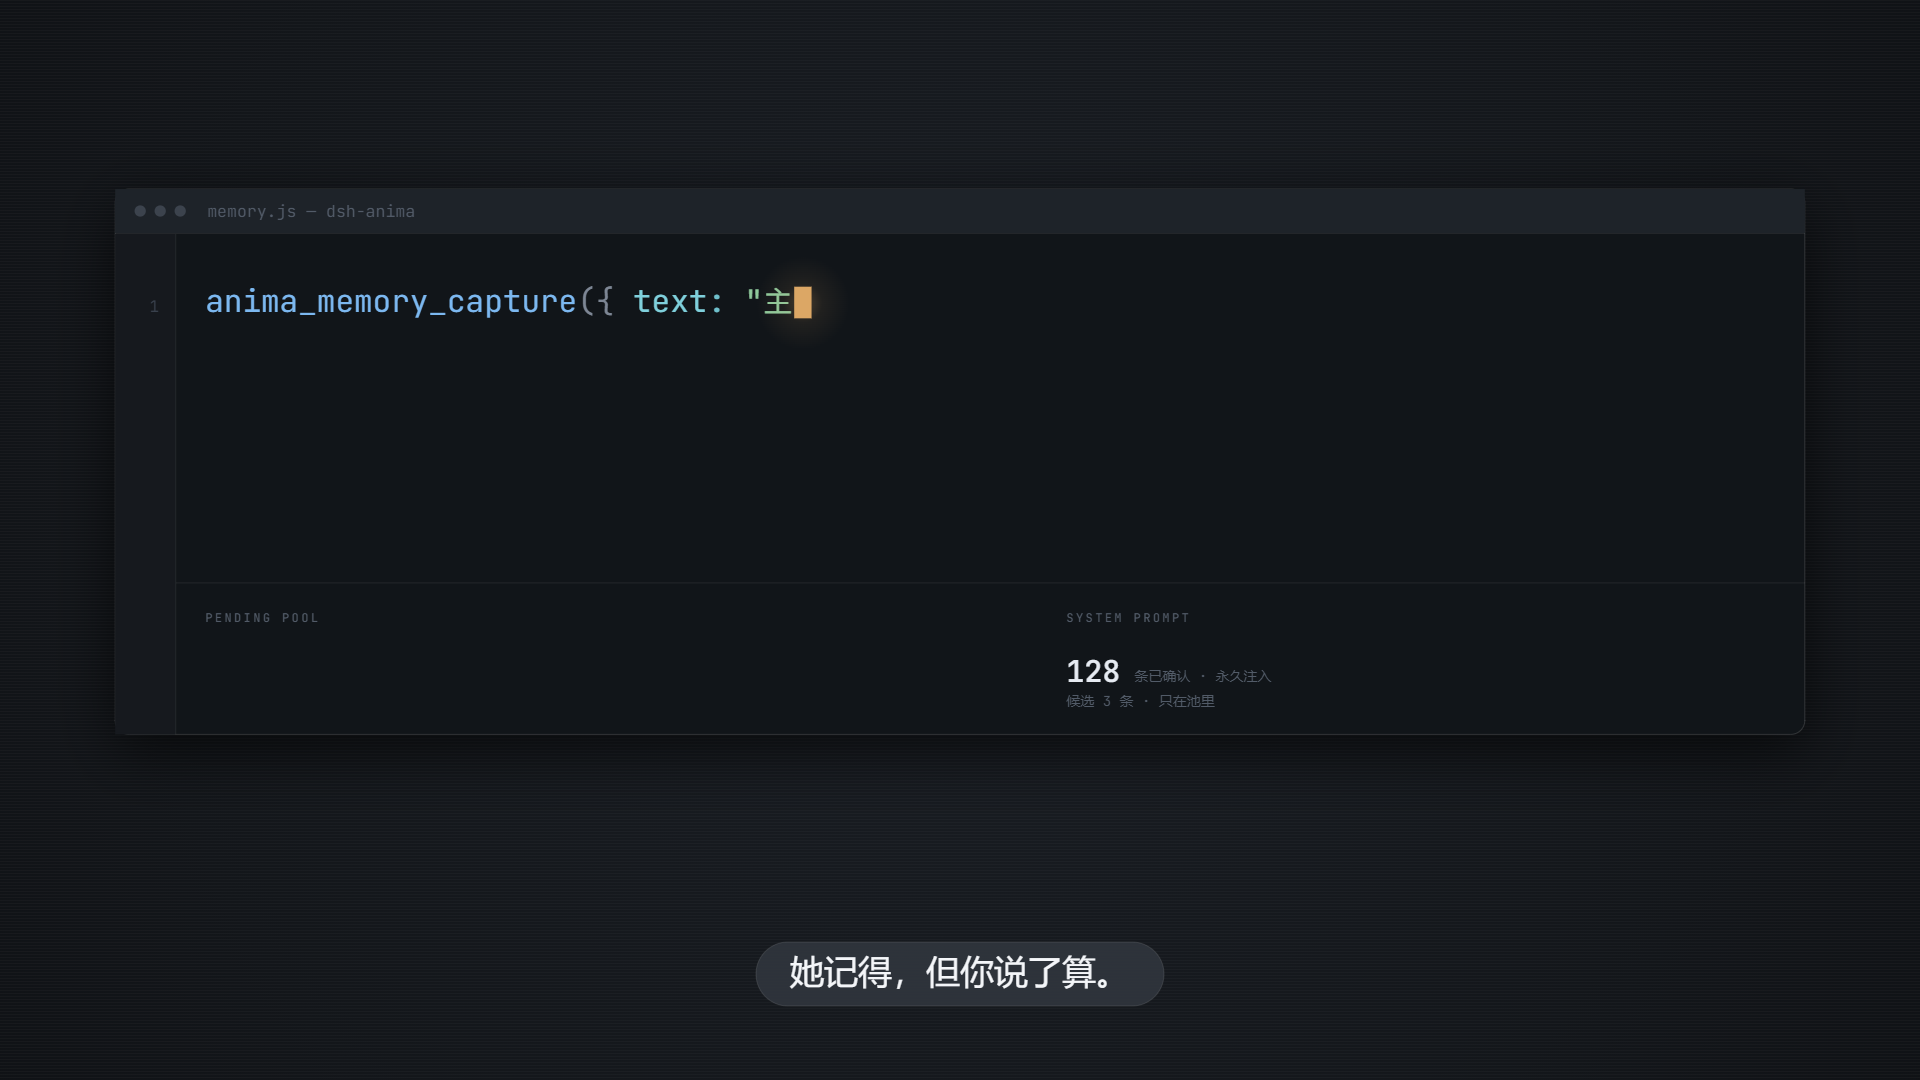 memory.js — dsh-anima
1
anima_memory_capture({ text: "主
PENDING POOL
SYSTEM PROMPT
128 条已确认 · 永久注入
候选 3 条 · 只在池里
她记得，但你说了算。